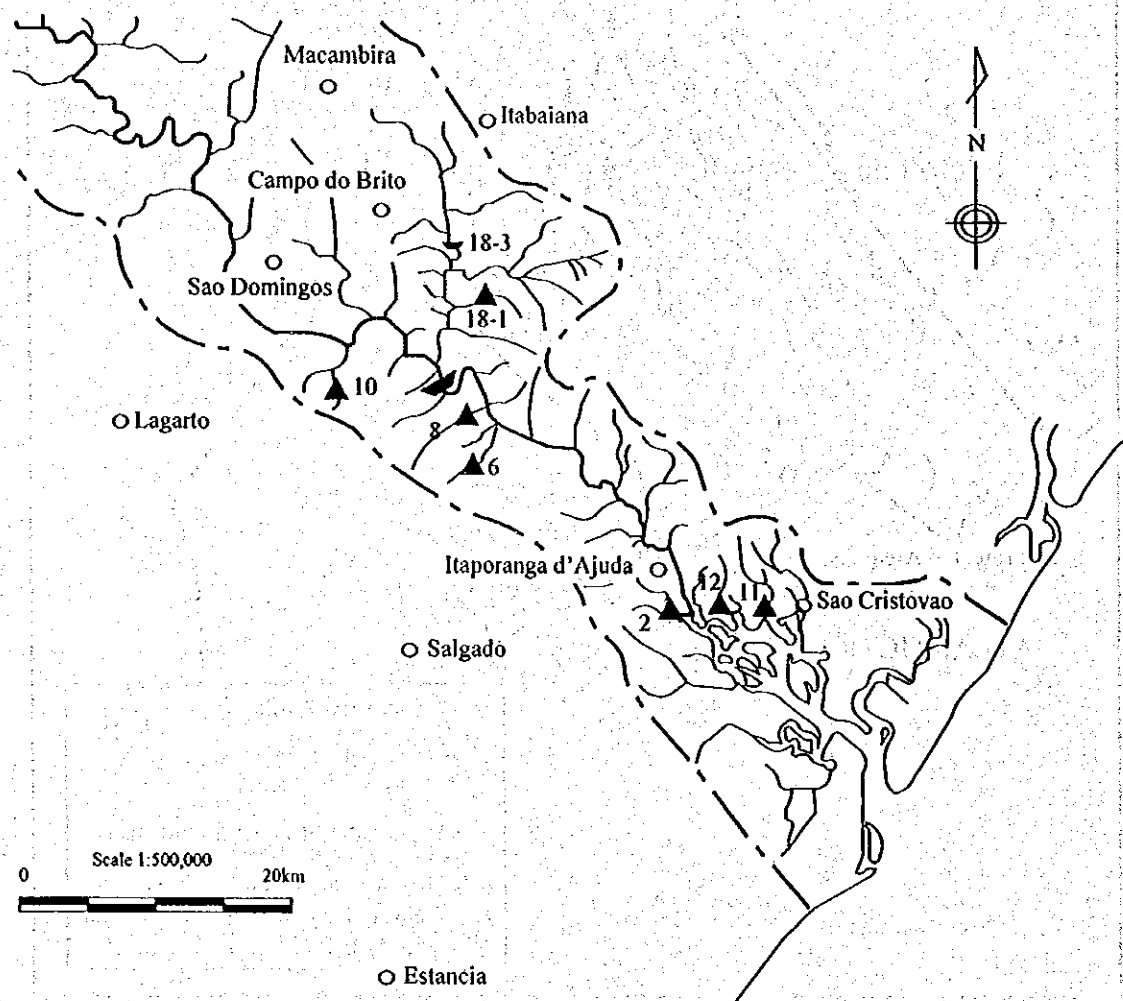 Macambira
Itabaiana
N
Campo do Brito
18-3
Sao Domingos
18-1
10
Lagarto
8
6
Itaporanga d'Ajuda
12
11
Sao Cristovao
2
Salgado
Scale 1:500,000
0 20km
Estancia